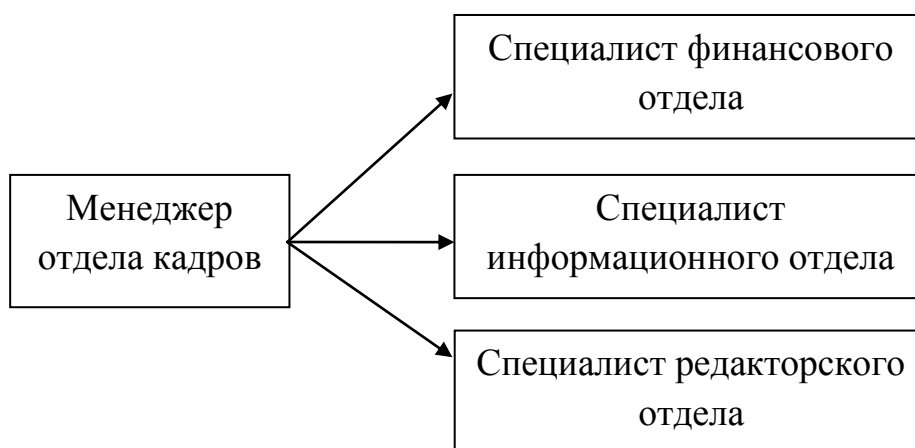 Специалист финансового
отдела
Менеджер
отдела кадров
Специалист
информационного отдела
Специалист редакторского
отдела